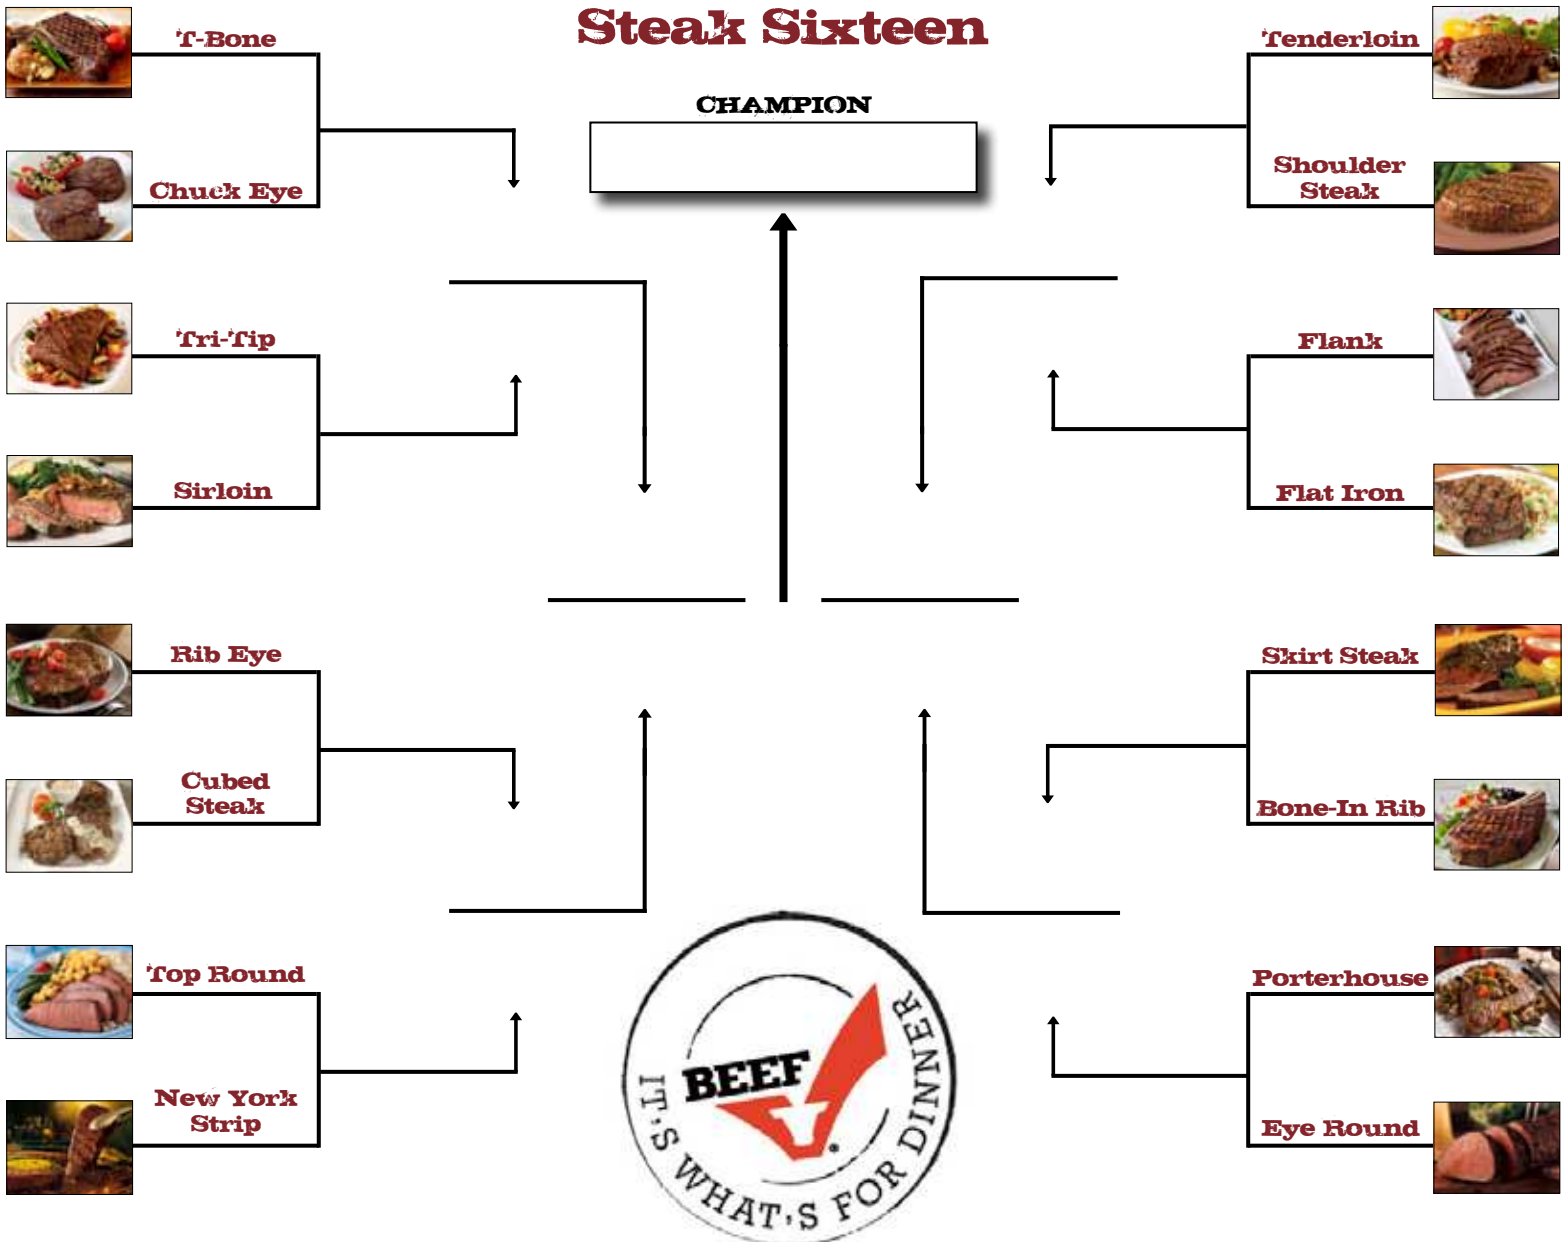 Steak Sixteen
CHAMPION
T-Bone
Chuck Eye
Tri-Tip
Sirloin
Rib Eye
Cubed
Steak
Top Round
New York
Strip
Tenderloin
Shoulder
Steak
Flank
Flat Iron
Skirt Steak
Bone-In Rib
Porterhouse
Eye Round
BEEF
IT'S WHAT'S FOR DINNER
®